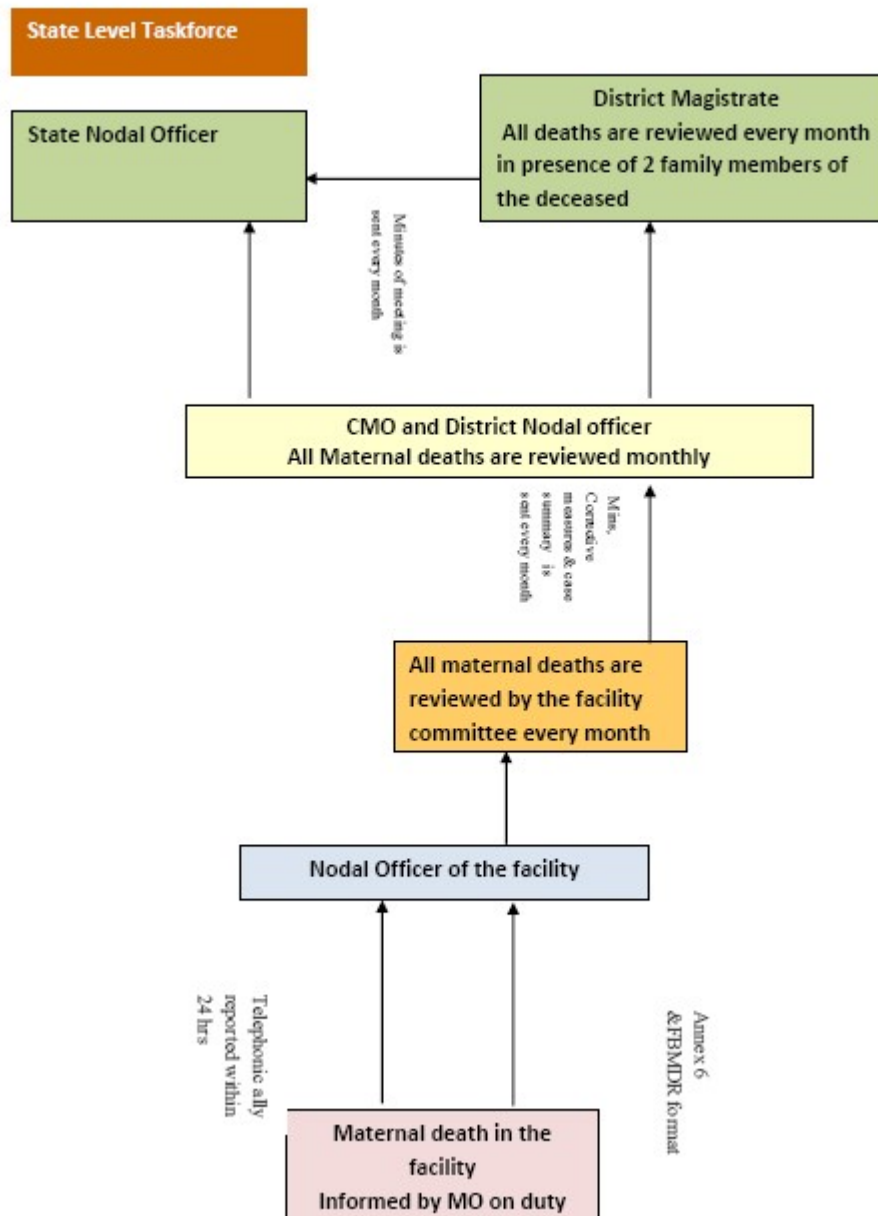 State Level Taskforce
State Nodal Officer
District Magistrate
All deaths are reviewed every month
in presence of 2 family members of
the deceased
Minutes of meeting is
sent every month
CMO and District Nodal officer
All Maternal deaths are reviewed monthly
Mins,
Corrective
measures & case
summary is
sent every month
All maternal deaths are
reviewed by the facility
committee every month
Nodal Officer of the facility
Telephonic ally
reported within
24 hrs
Annex 6
&FBMDR format
Maternal death in the
facility
Informed by MO on duty